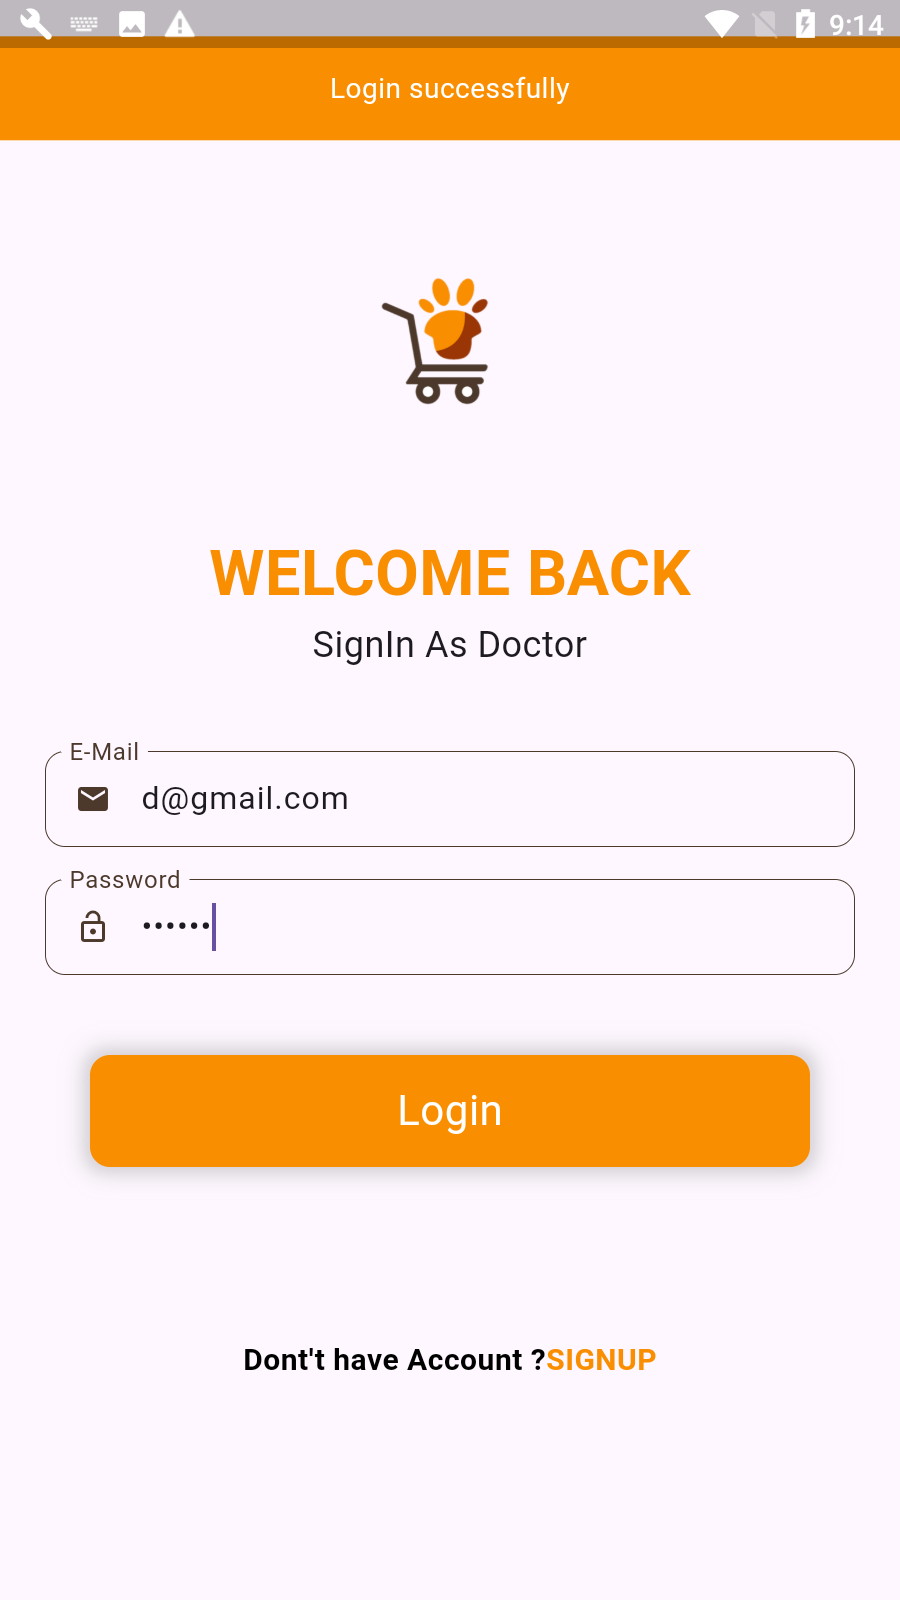 9:14
Login successfully
WELCOME BACK
SignIn As Doctor
E-Mail
d@gmail.com
Password
••••••
Login
Dont't have Account ?SIGNUP